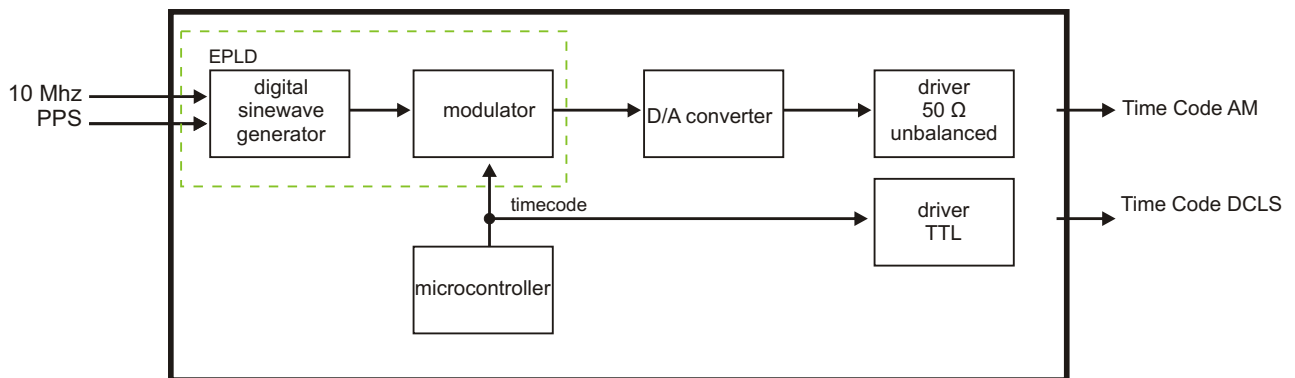 EPLD
10 Mhz
PPS
digital
sinewave
generator
modulator
D/A converter
driver
50 Ω
unbalanced
Time Code AM
timecode
driver
TTL
Time Code DCLS
microcontroller